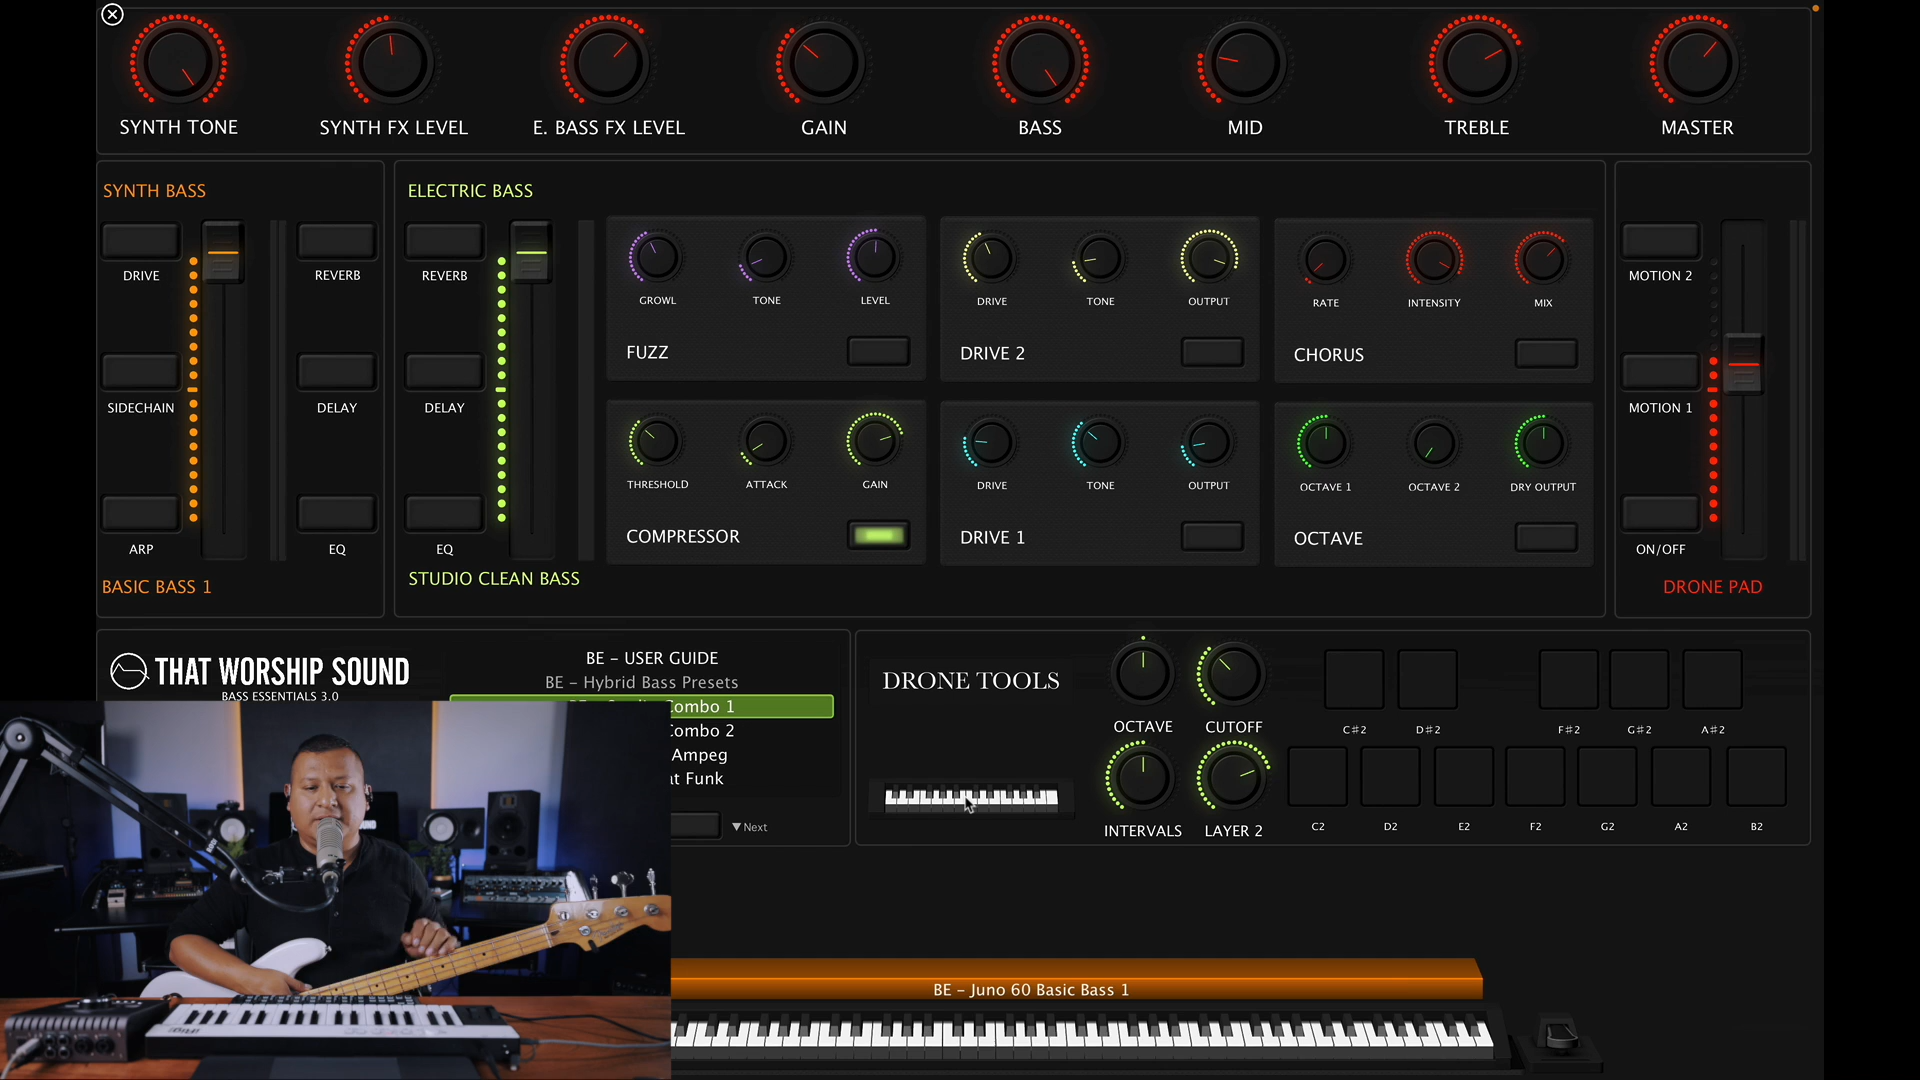 SYNTH TONE
SYNTH FX LEVEL
E. BASS FX LEVEL
GAIN
BASS
MID
TREBLE
MASTER
SYNTH BASS
DRIVE
SIDECHAIN
ARP
REVERB
DELAY
EQ
BASIC BASS 1
ELECTRIC BASS
REVERB
DELAY
EQ
STUDIO CLEAN BASS
GROWL
TONE
LEVEL
FUZZ
DRIVE
TONE
OUTPUT
DRIVE 2
RATE
INTENSITY
MIX
CHORUS
THRESHOLD
ATTACK
GAIN
COMPRESSOR
DRIVE
TONE
OUTPUT
DRIVE 1
OCTAVE 1
OCTAVE 2
DRY OUTPUT
OCTAVE
MOTION 2
MOTION 1
ON/OFF
DRONE PAD
THAT WORSHIP SOUND
BASS ESSENTIALS 3.0
BE – USER GUIDE
BE – Hybrid Bass Presets
Combo 1
Combo 2
Ampeg
Funk
▼Next
DRONE TOOLS
OCTAVE
CUTOFF
INTERVALS
LAYER 2
C#2
D#2
F#2
G#2
A#2
C2
D2
E2
F2
G2
A2
B2
BE – Juno 60 Basic Bass 1